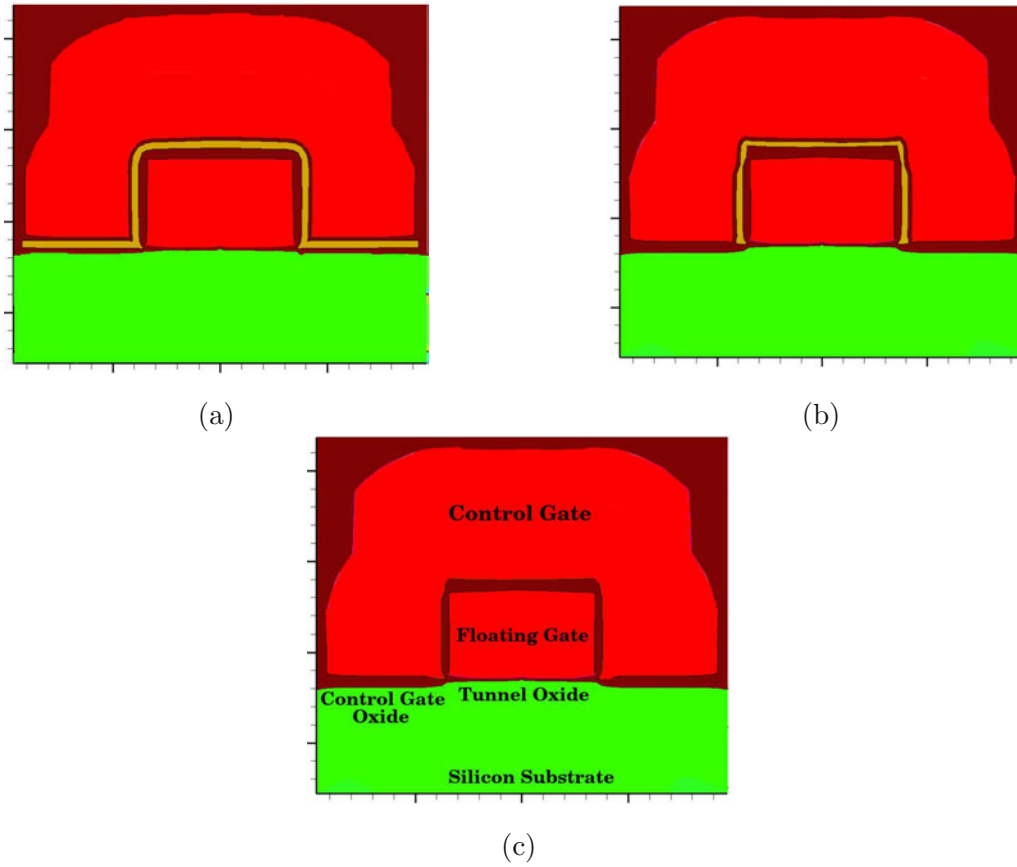 (a)
(b)
Control Gate
Floating Gate
Control Gate
Oxide
Tunnel Oxide
Silicon Substrate
(c)